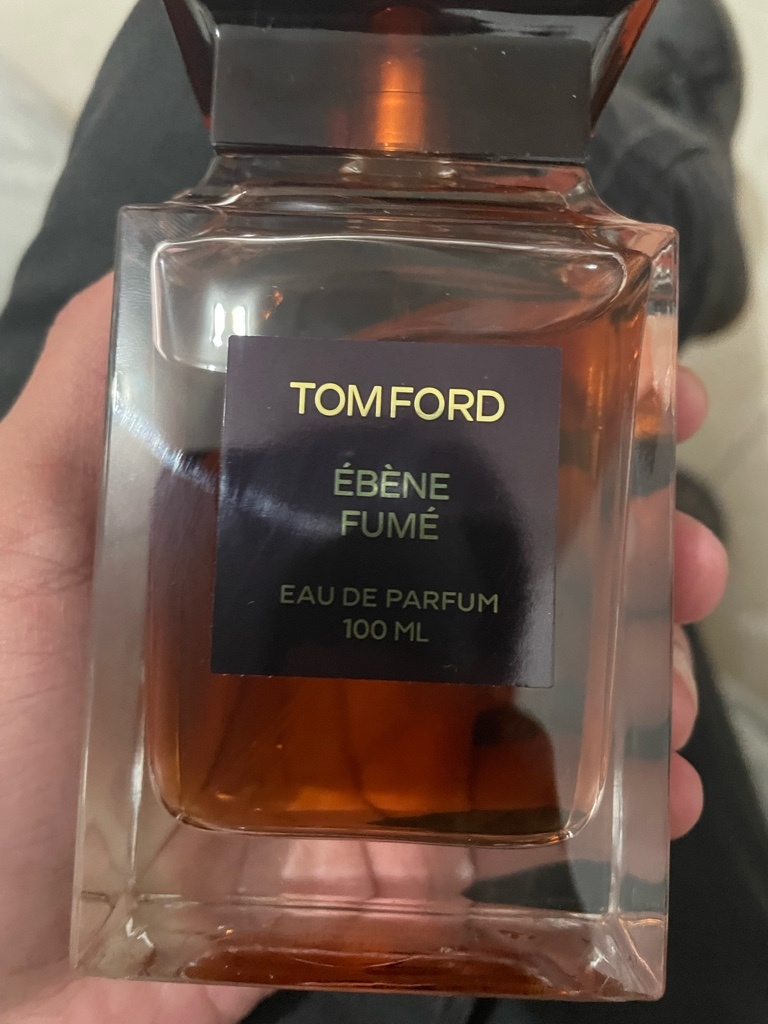 TOM FORD
ÉBÈNE
FUMÉ
EAU DE PARFUM
100 ML